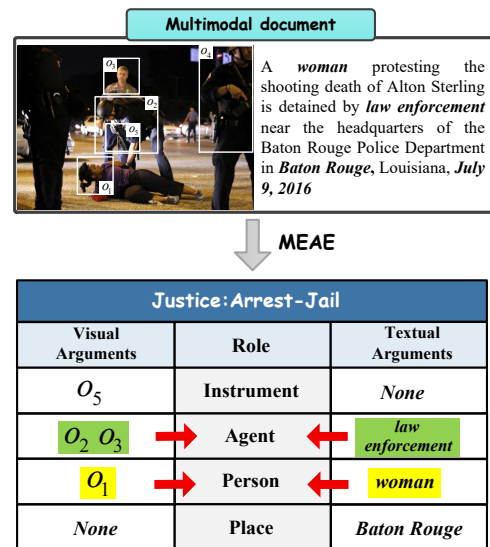 Multimodal document
o3
o4
o2
o5
o1
A woman protesting the
shooting death of Alton Sterling
is detained by law enforcement
near the headquarters of the
Baton Rouge Police Department
in Baton Rouge, Louisiana, July
9, 2016
MEAE
Justice:Arrest-Jail
Visual
Arguments
Role
Textual
Arguments
O5
Instrument
None
O2 O3
Agent
law
enforcement
O1
Person
woman
None
Place
Baton Rouge